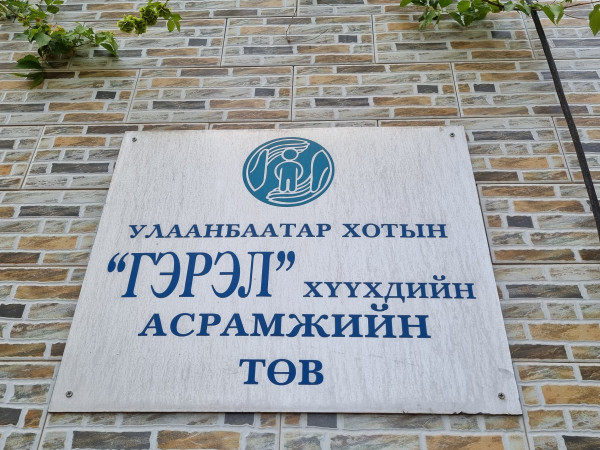 УЛААНБААТАР ХОТЫН
“ГЭРЭЛ” ХҮҮХДИЙН
АСРАМЖИЙН
ТӨВ